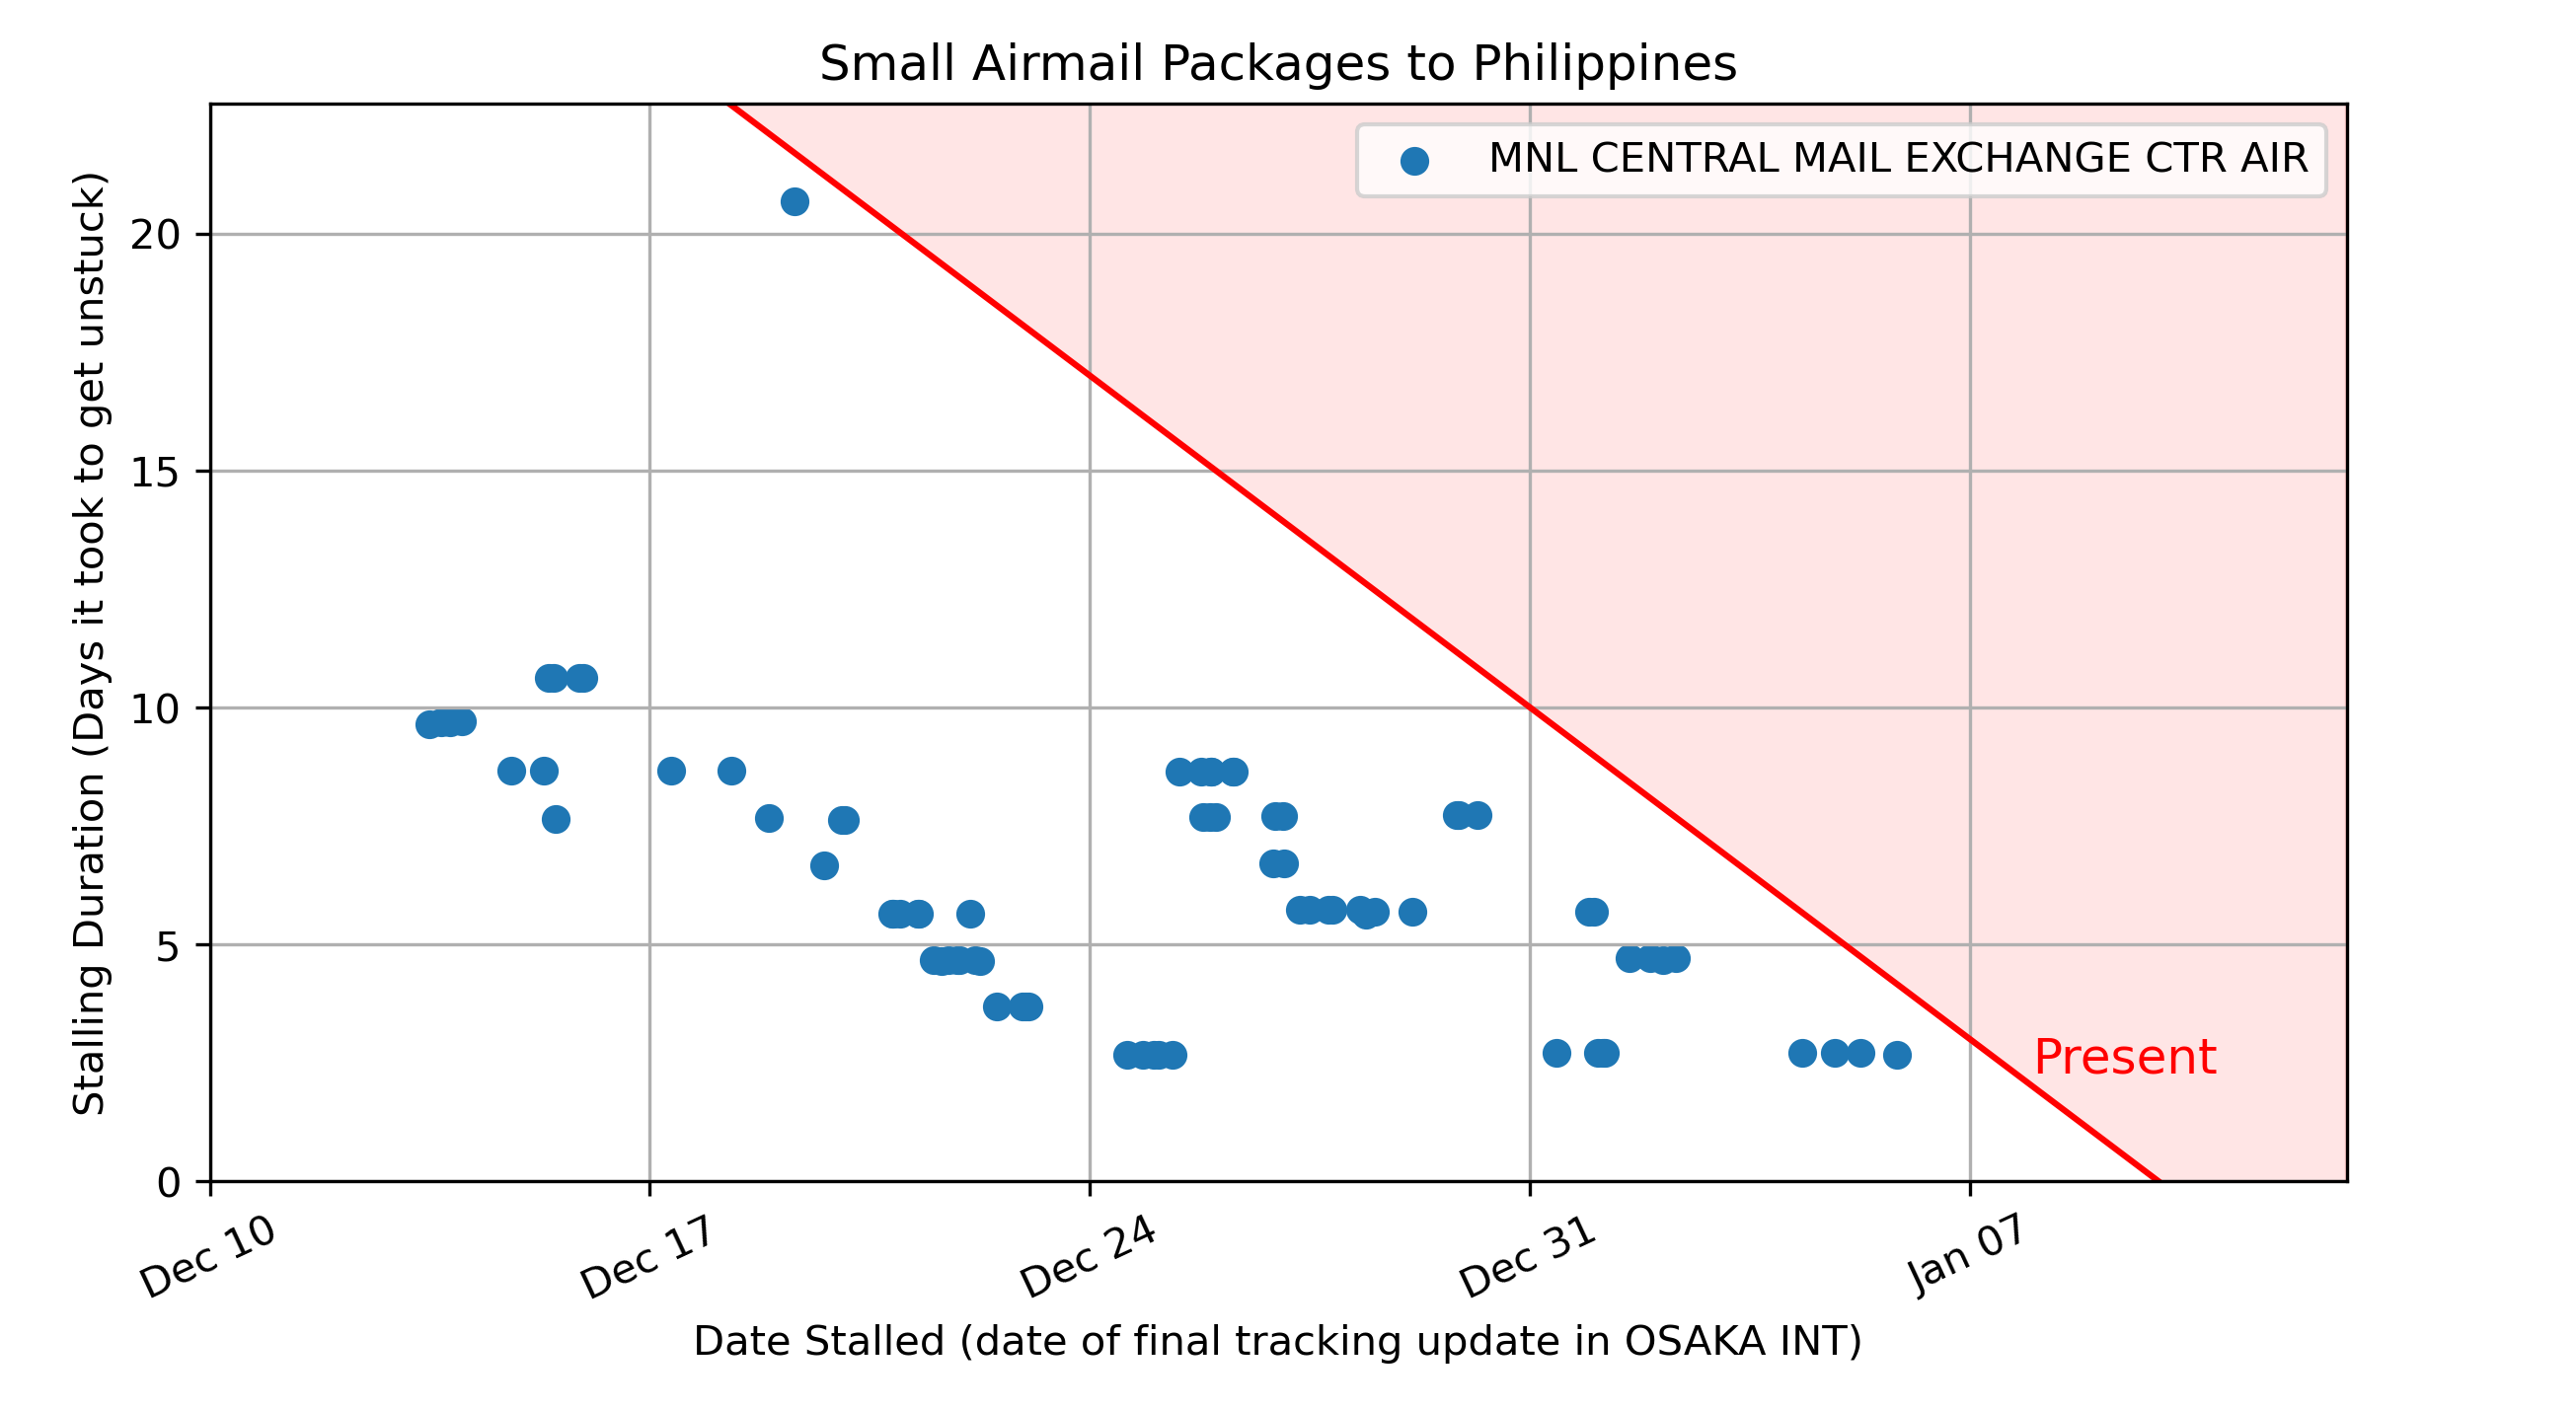 Small Airmail Packages to Philippines
MNL CENTRAL MAIL EXCHANGE CTR AIR
Stalling Duration (Days it took to get unstuck)
20
15
10
5
0
Present
Dec 10
Dec 17
Dec 24
Dec 31
Jan 07
Date Stalled (date of final tracking update in OSAKA INT)